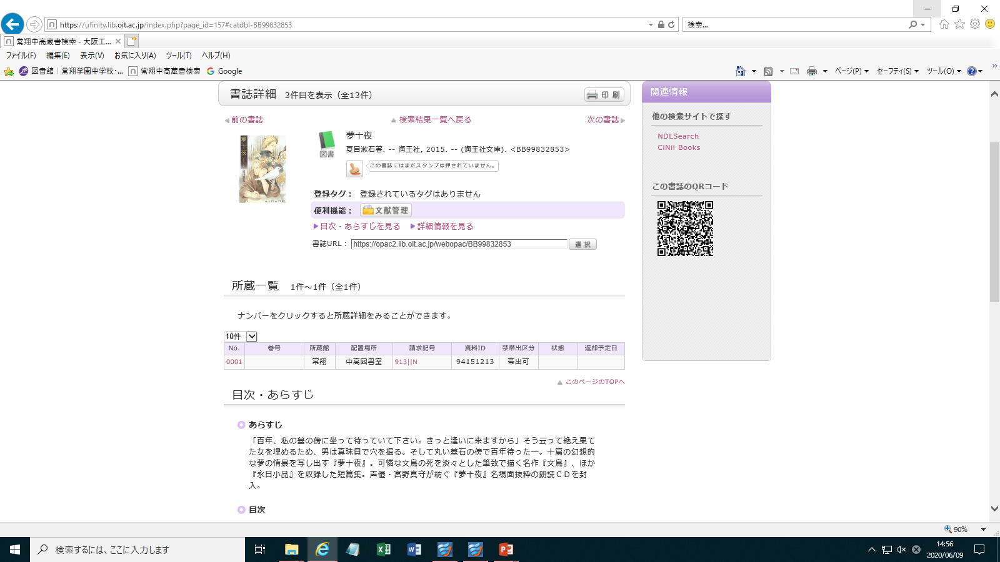 https://ufinity.lib.oit.ac.jp/index.php?page_id=157#catdbl-BB99832853
検索...
常翔中高蔵書検索 - 大阪工...
ファイル(F) 編集(E) 表示(V) お気に入り(A) ツール(T) ヘルプ(H)
図書館 | 常翔学園中学校・... 常翔中高蔵書検索 Google
ページ(P) セーフティ(S) ツール(O)
書誌詳細 3件目を表示（全13件）
印 刷
前の書誌 検索結果一覧へ戻る 次の書誌
夢十夜
図書
夢十夜
夏目漱石著. -- 海王社, 2015. -- (海王社文庫). <BB99832853>
この書誌にはまだスタンプは押されていません。
登録タグ： 登録されているタグはありません
便利機能： 文献管理
目次・あらすじを見る 詳細情報を見る
書誌URL： https://opac2.lib.oit.ac.jp/webopac/BB99832853 選 択
関連情報
他の検索サイトで探す
NDLSearch
CiNii Books
この書誌のQRコード
所蔵一覧 1件～1件（全1件）
ナンバーをクリックすると所蔵詳細をみることができます。
10件
No. 巻号 所蔵館 配置場所 請求記号 資料ID 禁帯出区分 状態 返却予定日
0001 常翔 中高図書室 913||N 94151213 帯出可
このページのTOPへ
目次・あらすじ
あらすじ
「百年、私の墓の傍に坐って待っていて下さい。きっと逢いに来ますから」そう云って絶え果て
た女を埋めるため、男は真珠貝で穴を掘る。そして丸い墓石の傍で百年待った―。十篇の幻想的
な夢の情景を写し出す『夢十夜』。可憐な文鳥の死を淡々とした筆致で描く名作『文鳥』、ほか
『永日小品』を収録した短篇集。声優・宮野真守が紡ぐ『夢十夜』名場面抜粋の朗読ＣＤを封
入。
目次
90%
検索するには、ここに入力します
14:56
2020/06/09